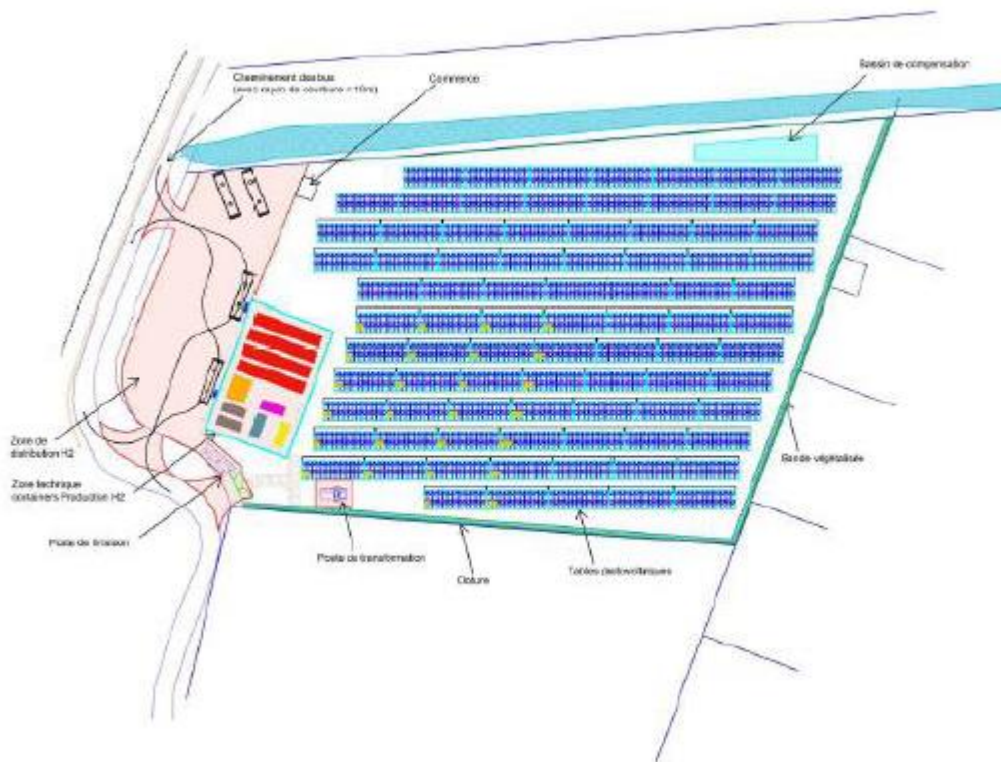 Cheminement des bus
(avec rayon de courbure =
Commerce
Bassin de compensation
Zone de
distribution H2
Zone technique
containers Production H2
Poste de livraison
Poste de transformation
Cloture
Tables photovoltaïques
Bande végétalisée